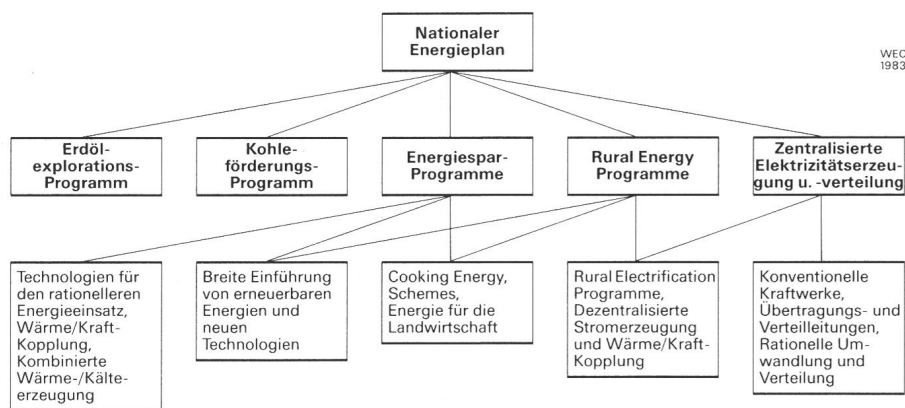 Nationaler
Energieplan
WEC
1983
Erdöl-
explorations-
Programm
Kohle-
förderungs-
Programm
Energiespar-
Programme
Rural Energy
Programme
Zentralisierte
Elektrizitätserzeu-
gung u. -verteilung
Technologien für
den rationelleren
Energieeinsatz,
Wärme/Kraft-
Kopplung,
Kombinierte
Wärme-/Kälte-
erzeugung
Breite Einführung
von erneuerbaren
Energien und
neuen
Technologien
Cooking Energy,
Schemes,
Energie für die
Landwirtschaft
Rural Electrification
Programme,
Dezentralisierte
Stromerzeugung
und Wärme/Kraft-
Kopplung
Konventionelle
Kraftwerke,
Übertragungs- und
Verteilleitungen,
Rationelle Um-
wandlung und
Verteilung